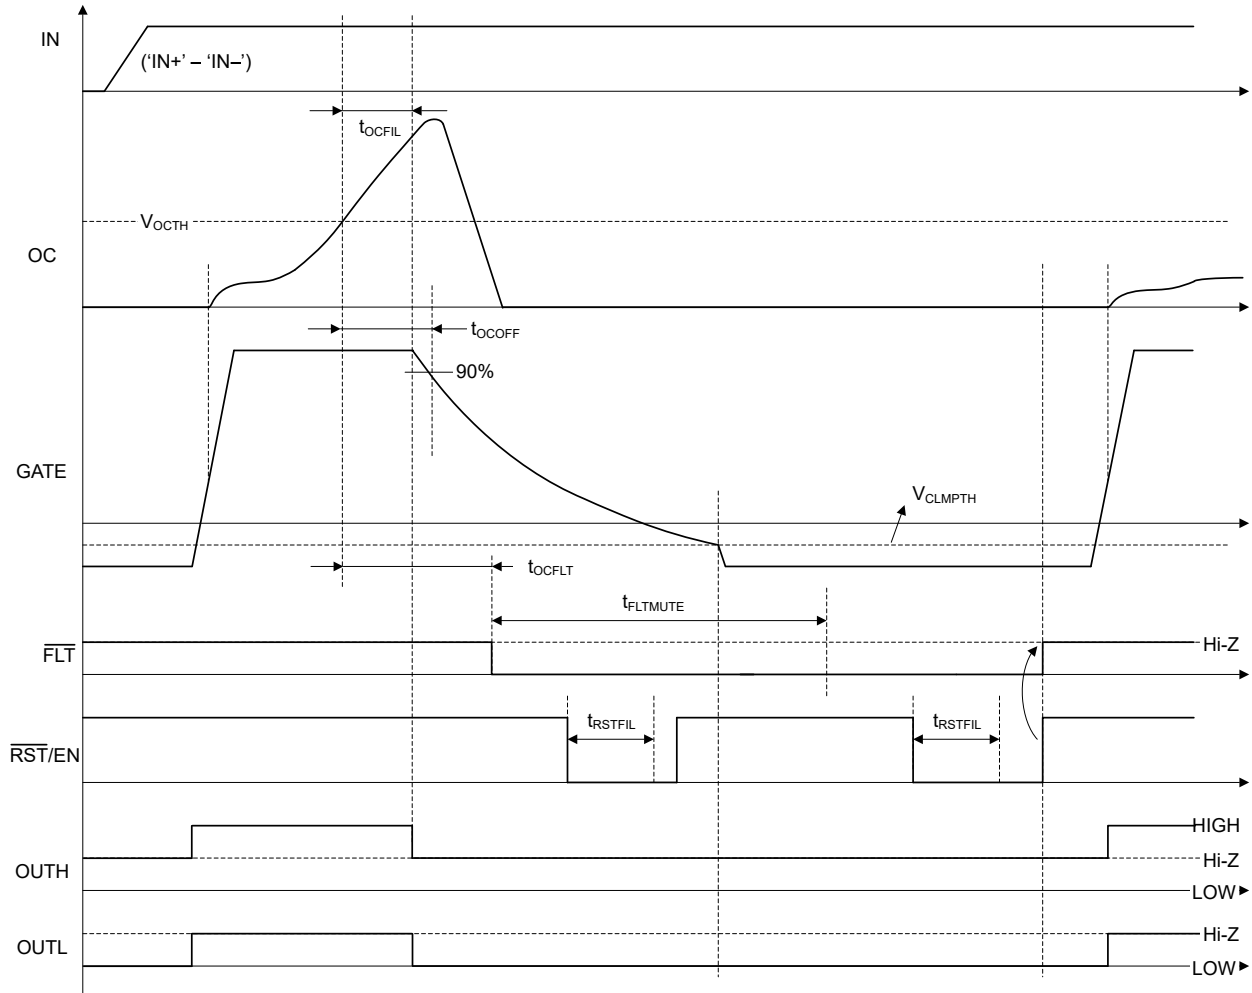 IN
('IN+' – 'IN–')
tOCFIL
VOCTH
OC
tOCOFF
90%
GATE
VCLMPTH
tOCFLT
tFLTMUTE
FLT
Hi-Z
tRSTFIL
tRSTFIL
RST/EN
HIGH
OUTH
Hi-Z
LOW
OUTL
Hi-Z
LOW